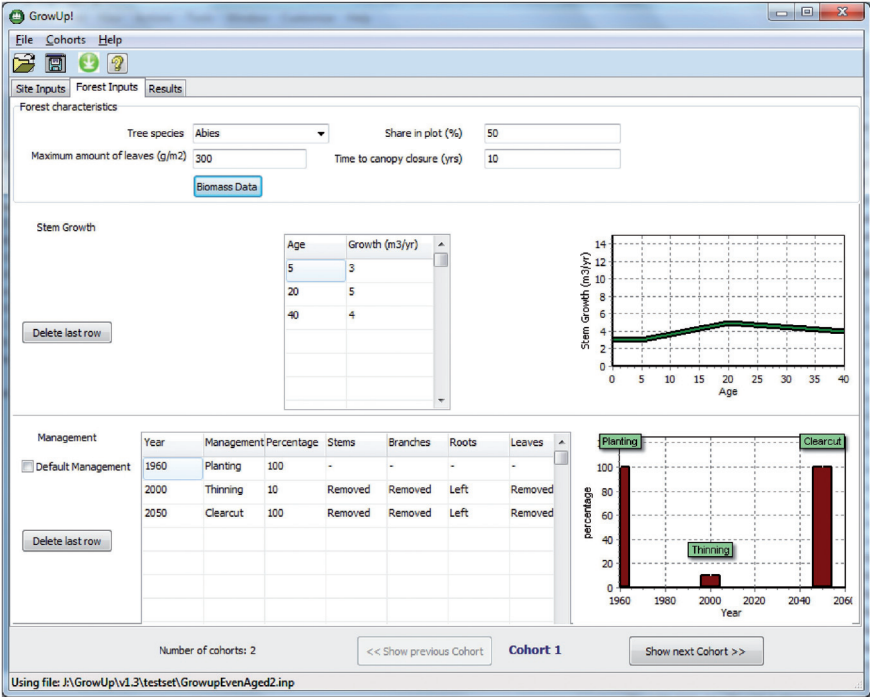 GrowUp!
File Cohorts Help
Site Inputs Forest Inputs Results
Forest characteristics
Tree species Abies Share in plot (%) 50
Maximum amount of leaves (g/m2) 300 Time to canopy closure (yrs) 10
Biomass Data
Stem Growth
Age Growth (m3/yr)
5 3
20 5
40 4
Delete last row
Stem Growth (m3/yr)
14
12
10
8
6
4
2
0
0 5 10 15 20 25 30 35 40
Age
Management
Default Management
Delete last row
Year Management Percentage Stems Branches Roots Leaves
1960 Planting 100 - - - -
2000 Thinning 10 Removed Removed Left Removed
2050 Clearcut 100 Removed Removed Left Removed
Planting Clearcut
Thinning
percentage
100
80
60
40
20
0
1960 1980 2000 2020 2040 206
Year
Number of cohorts: 2 << Show previous Cohort Cohort 1 Show next Cohort >>
Using file: J:\GrowUp\v1.3\testset\GrowupEvenAged2.inp